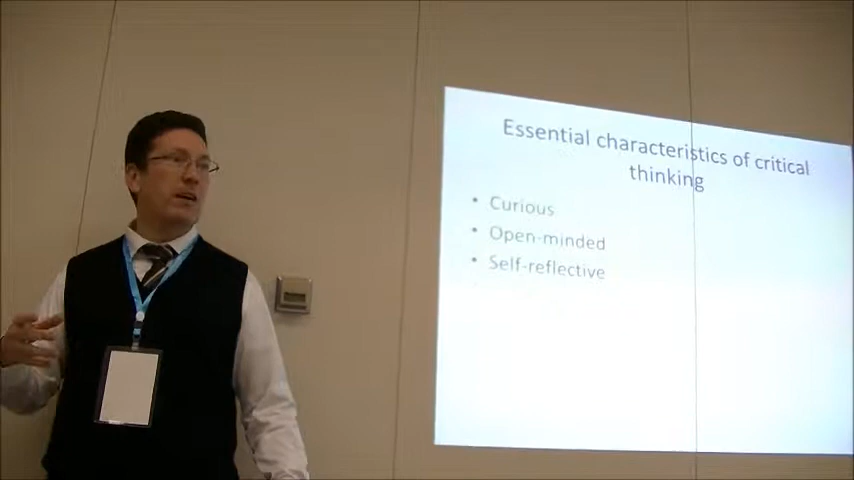 Essential characteristics of critical
thinking
• Curious
• Open-minded
• Self-reflective